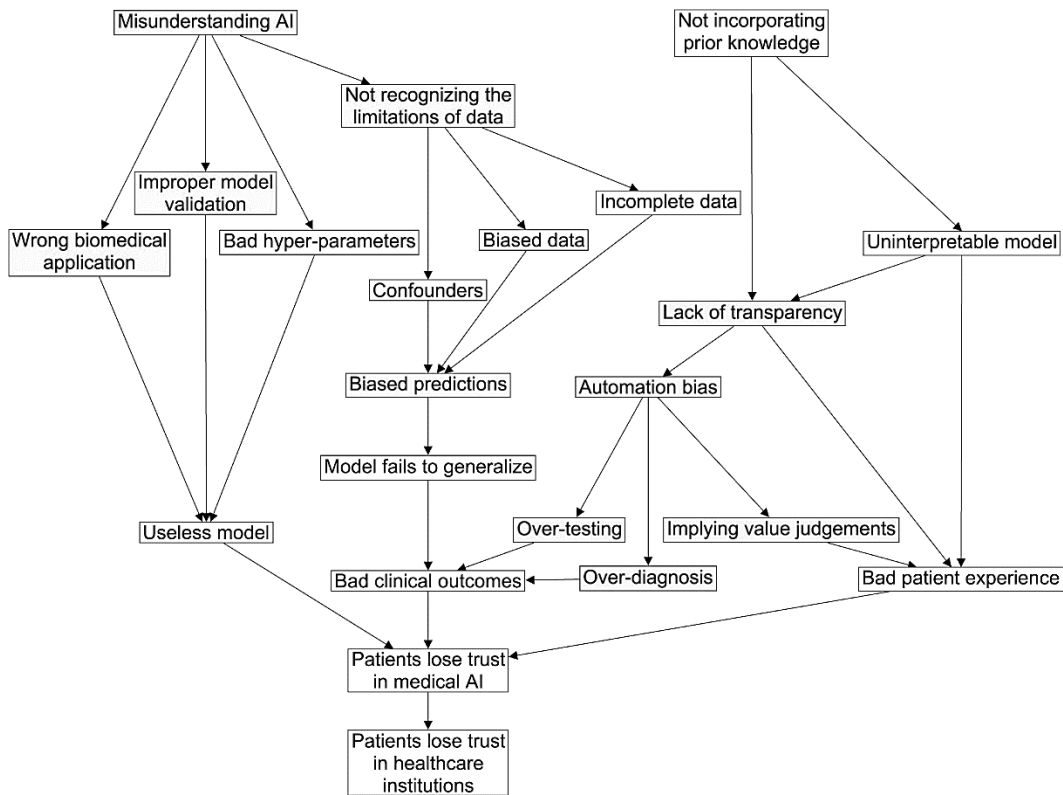 Misunderstanding AI
Not incorporating
prior knowledge
Not recognizing the
limitations of data
Improper model
validation
Incomplete data
Wrong biomedical
application
Bad hyper-parameters
Biased data
Uninterpretable model
Confounders
Lack of transparency
Biased predictions
Automation bias
Model fails to generalize
Useless model
Over-testing
Implying value judgements
Bad clinical outcomes
Over-diagnosis
Bad patient experience
Patients lose trust
in medical AI
Patients lose trust
in healthcare
institutions